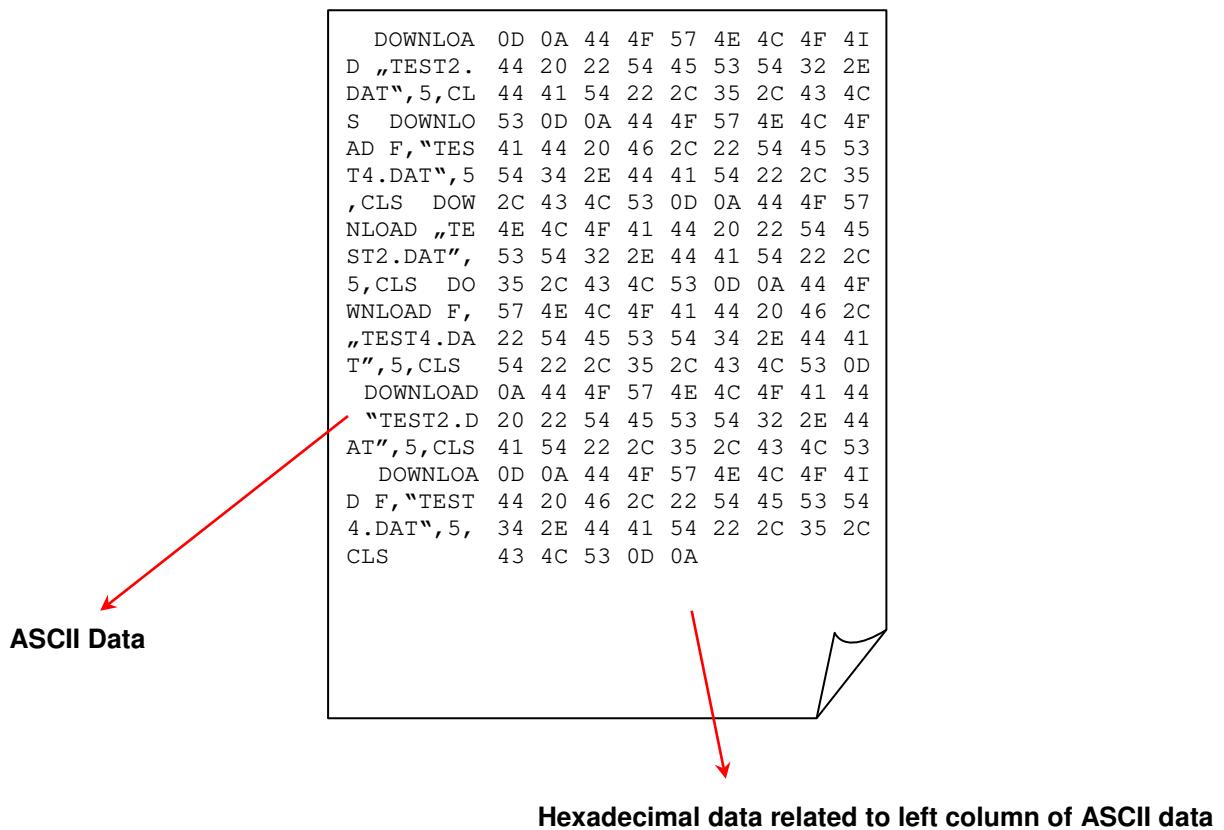 DOWNLOA 0D 0A 44 4F 57 4E 4C 4F 4I
D „TEST2. 44 20 22 54 45 53 54 32 2E
DAT‟,5,CL 44 41 54 22 2C 35 2C 43 4C
S DOWNLO 53 0D 0A 44 4F 57 4E 4C 4F
AD F,‟TES 41 44 20 46 2C 22 54 45 53
T4.DAT‟,5 54 34 2E 44 41 54 22 2C 35
,CLS DOW 2C 43 4C 53 0D 0A 44 4F 57
NLOAD „TE 4E 4C 4F 41 44 20 22 54 45
ST2.DAT”, 53 54 32 2E 44 41 54 22 2C
5,CLS DO 35 2C 43 4C 53 0D 0A 44 4F
WNLOAD F, 57 4E 4C 4F 41 44 20 46 2C
„TEST4.DA 22 54 45 53 54 34 2E 44 41
T”,5,CLS 54 22 2C 35 2C 43 4C 53 0D
DOWNLOAD 0A 44 4F 57 4E 4C 4F 41 44
‟TEST2.D 20 22 54 45 53 54 32 2E 44
AT”,5,CLS 41 54 22 2C 35 2C 43 4C 53
DOWNLOA 0D 0A 44 4F 57 4E 4C 4F 4I
D F,‟TEST 44 20 46 2C 22 54 45 53 54
4.DAT‟,5, 34 2E 44 41 54 22 2C 35 2C
CLS 43 4C 53 0D 0A
ASCII Data
Hexadecimal data related to left column of ASCII data